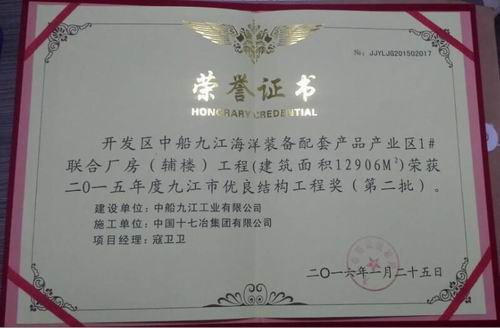 №: JJYLJG201502017
荣誉证书
HONORARY CREDENTIAL
开发区中船九江海洋装备配套产品产业区1#
联合厂房(辅楼)工程(建筑面积12906M²)荣获
二〇一五年度九江市优良结构工程奖(第二批)。
建设单位:中船九江工业有限公司
施工单位:中国十七冶集团有限公司
项目经理:寇卫卫
二〇一六年一月二十五日